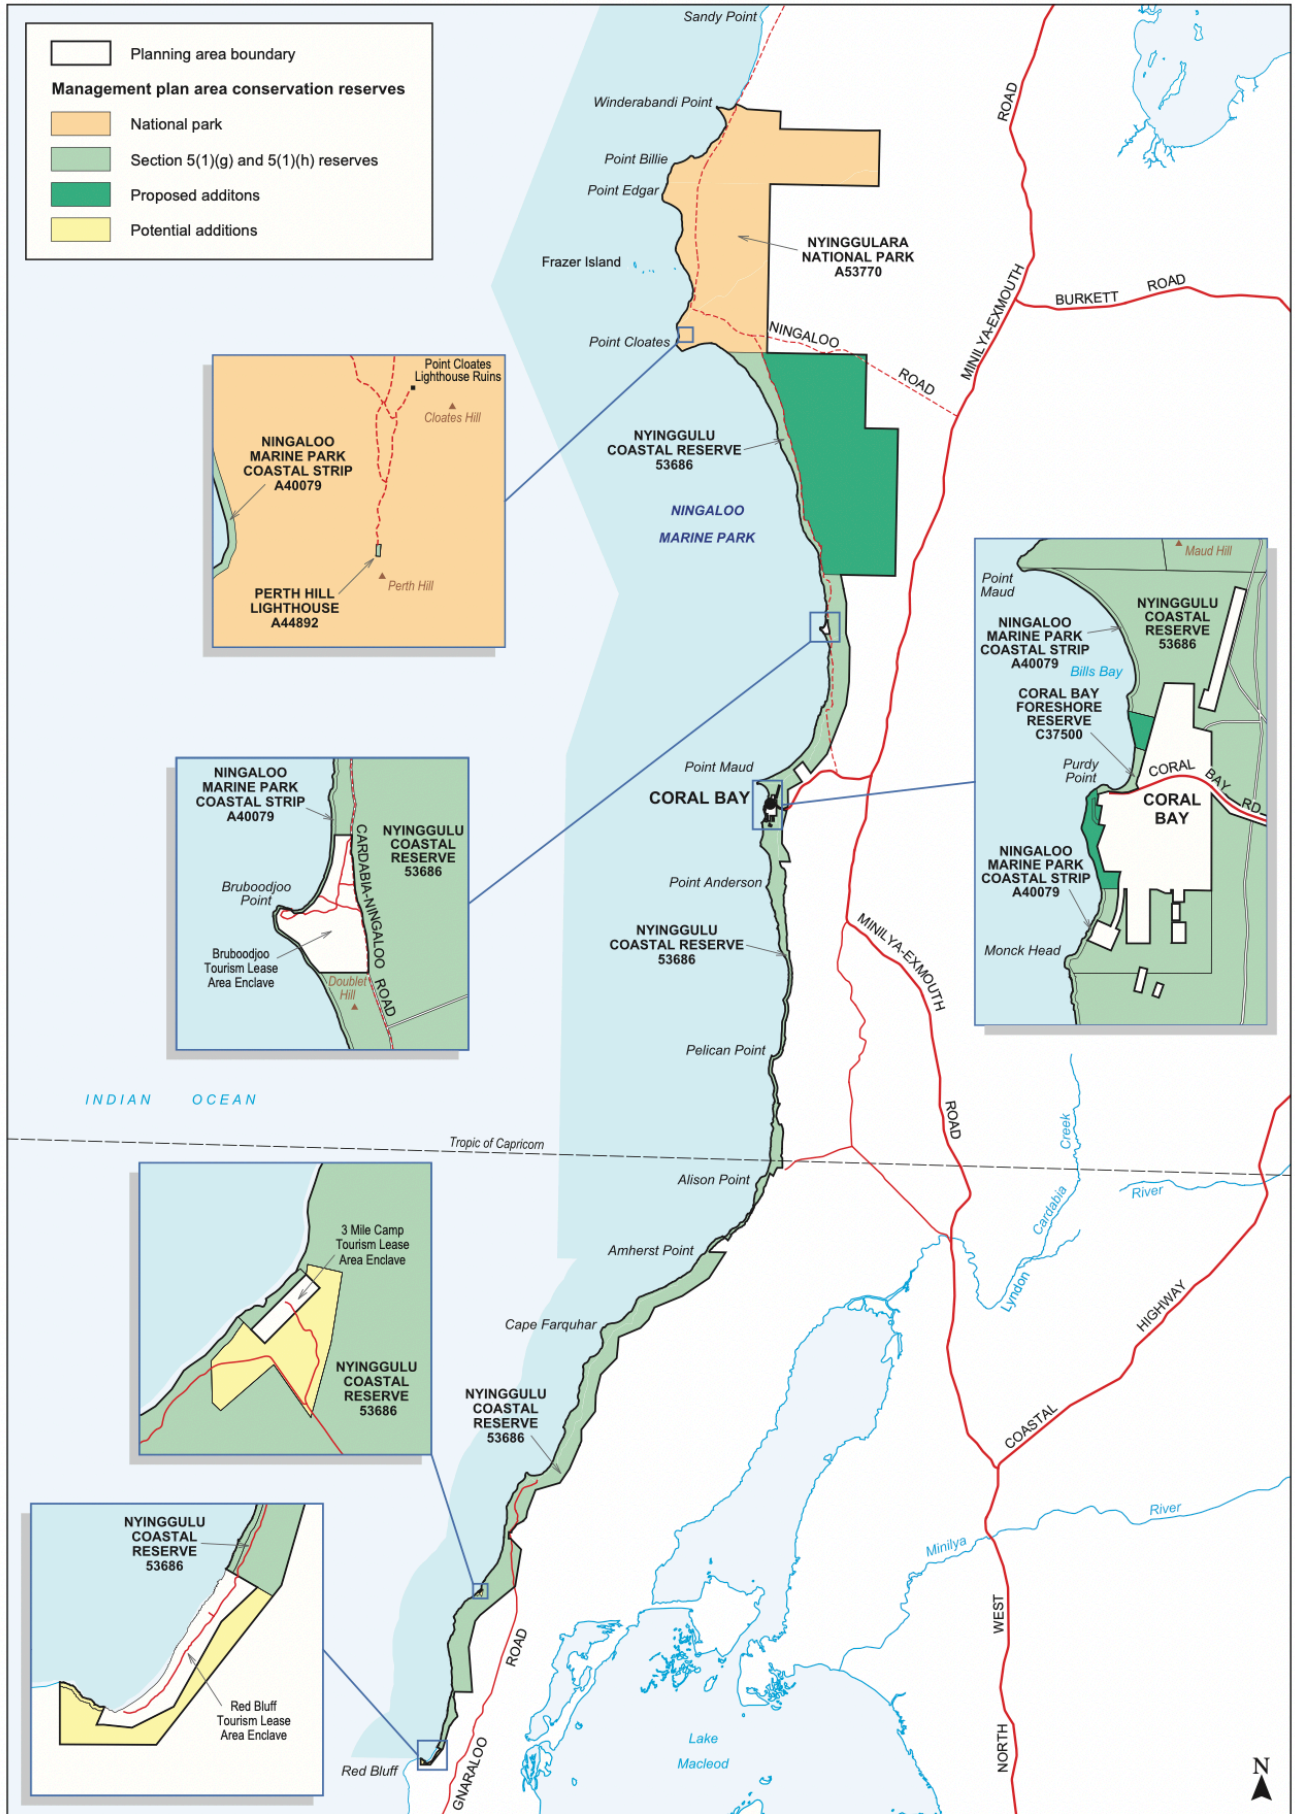 Sandy Point
Planning area boundary
Management plan area conservation reserves
National park
Section 5(1)(g) and 5(1)(h) reserves
Proposed additons
Potential additions
Winderabandi Point
Point Billie
Point Edgar
Frazer Island
Point Cloates
NYINGGULARA
NATIONAL PARK
A53770
ROAD
MINILYA-EXMOUTH
BURKETT ROAD
NINGALOO
ROAD
Point Cloates
Lighthouse Ruins
Cloates Hill
NINGALOO
MARINE PARK
COASTAL STRIP
A40079
PERTH HILL
LIGHTHOUSE
A44892
Perth Hill
NYINGGULU
COASTAL RESERVE
53686
NINGALOO
MARINE PARK
Maud Hill
Point
Maud
NYINGGULU
COASTAL
RESERVE
53686
NINGALOO
MARINE PARK
COASTAL STRIP
A40079
Bills Bay
CORAL BAY
FORESHORE
RESERVE
C37500
Purdy
Point
CORAL BAY RD
CORAL
BAY
NINGALOO
MARINE PARK
COASTAL STRIP
A40079
Monck Head
Point Maud
CORAL BAY
NINGALOO
MARINE PARK
COASTAL STRIP
A40079
NYINGGULU
COASTAL
RESERVE
53686
CARDABIA-NINGALOO ROAD
Bruboodjoo
Point
Bruboodjoo
Tourism Lease
Area Enclave
Doublet
Hill
Point Anderson
NYINGGULU
COASTAL RESERVE
53686
MINILYA-EXMOUTH
ROAD
Pelican Point
INDIAN OCEAN
Tropic of Capricorn
Alison Point
Amherst Point
Cardabia Creek
River
Lyndon
3 Mile Camp
Tourism Lease
Area Enclave
NYINGGULU
COASTAL
RESERVE
53686
Cape Farquhar
NYINGGULU
COASTAL
RESERVE
53686
HIGHWAY
COASTAL
WEST
NORTH
Minilya
River
NYINGGULU
COASTAL
RESERVE
53686
Red Bluff
Tourism Lease
Area Enclave
Red Bluff
GNARALOO
ROAD
Lake
Macleod
N